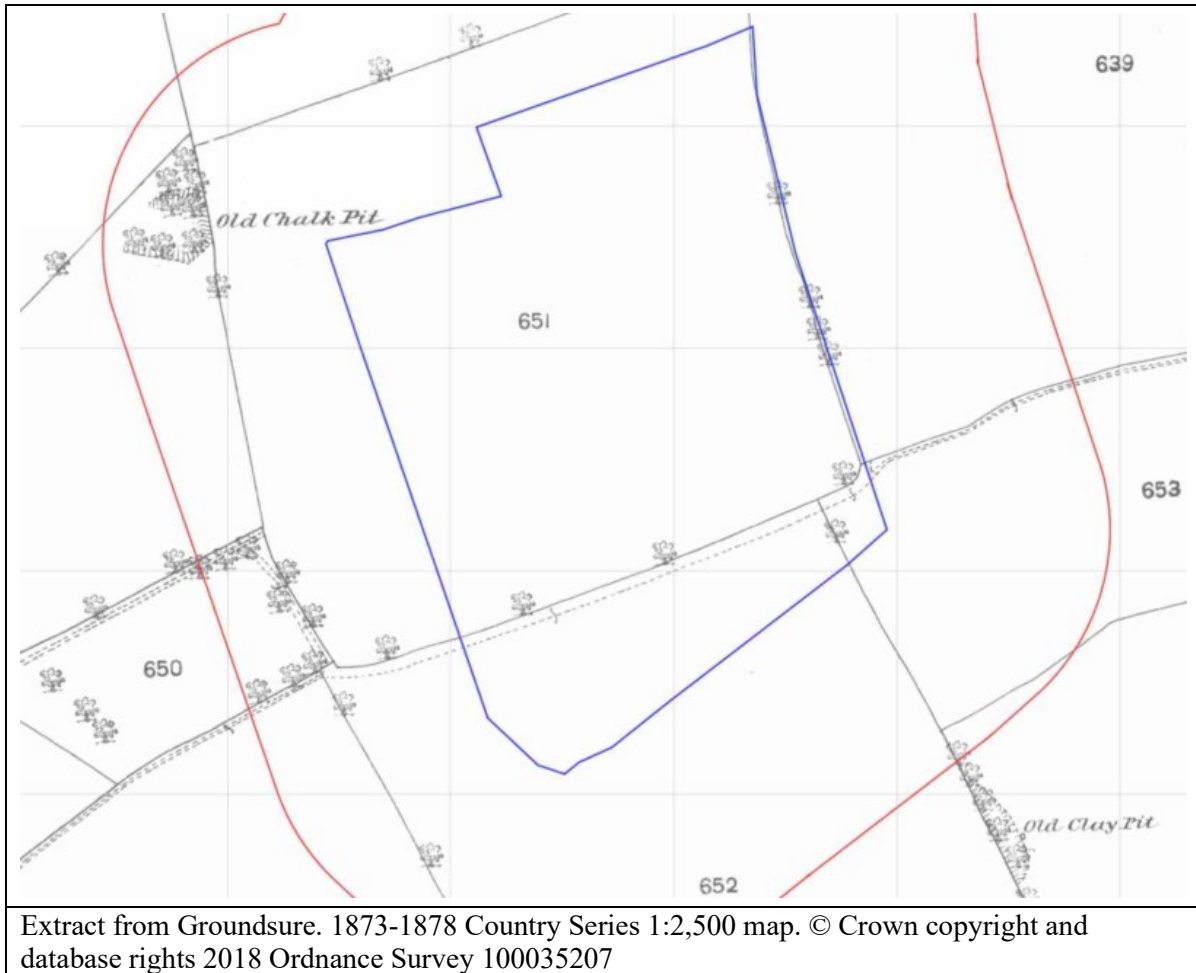 639
Old Chalk Pit
651
653
650
Old Clay Pit
652
Extract from Groundsure. 1873-1878 Country Series 1:2,500 map. © Crown copyright and
database rights 2018 Ordnance Survey 100035207